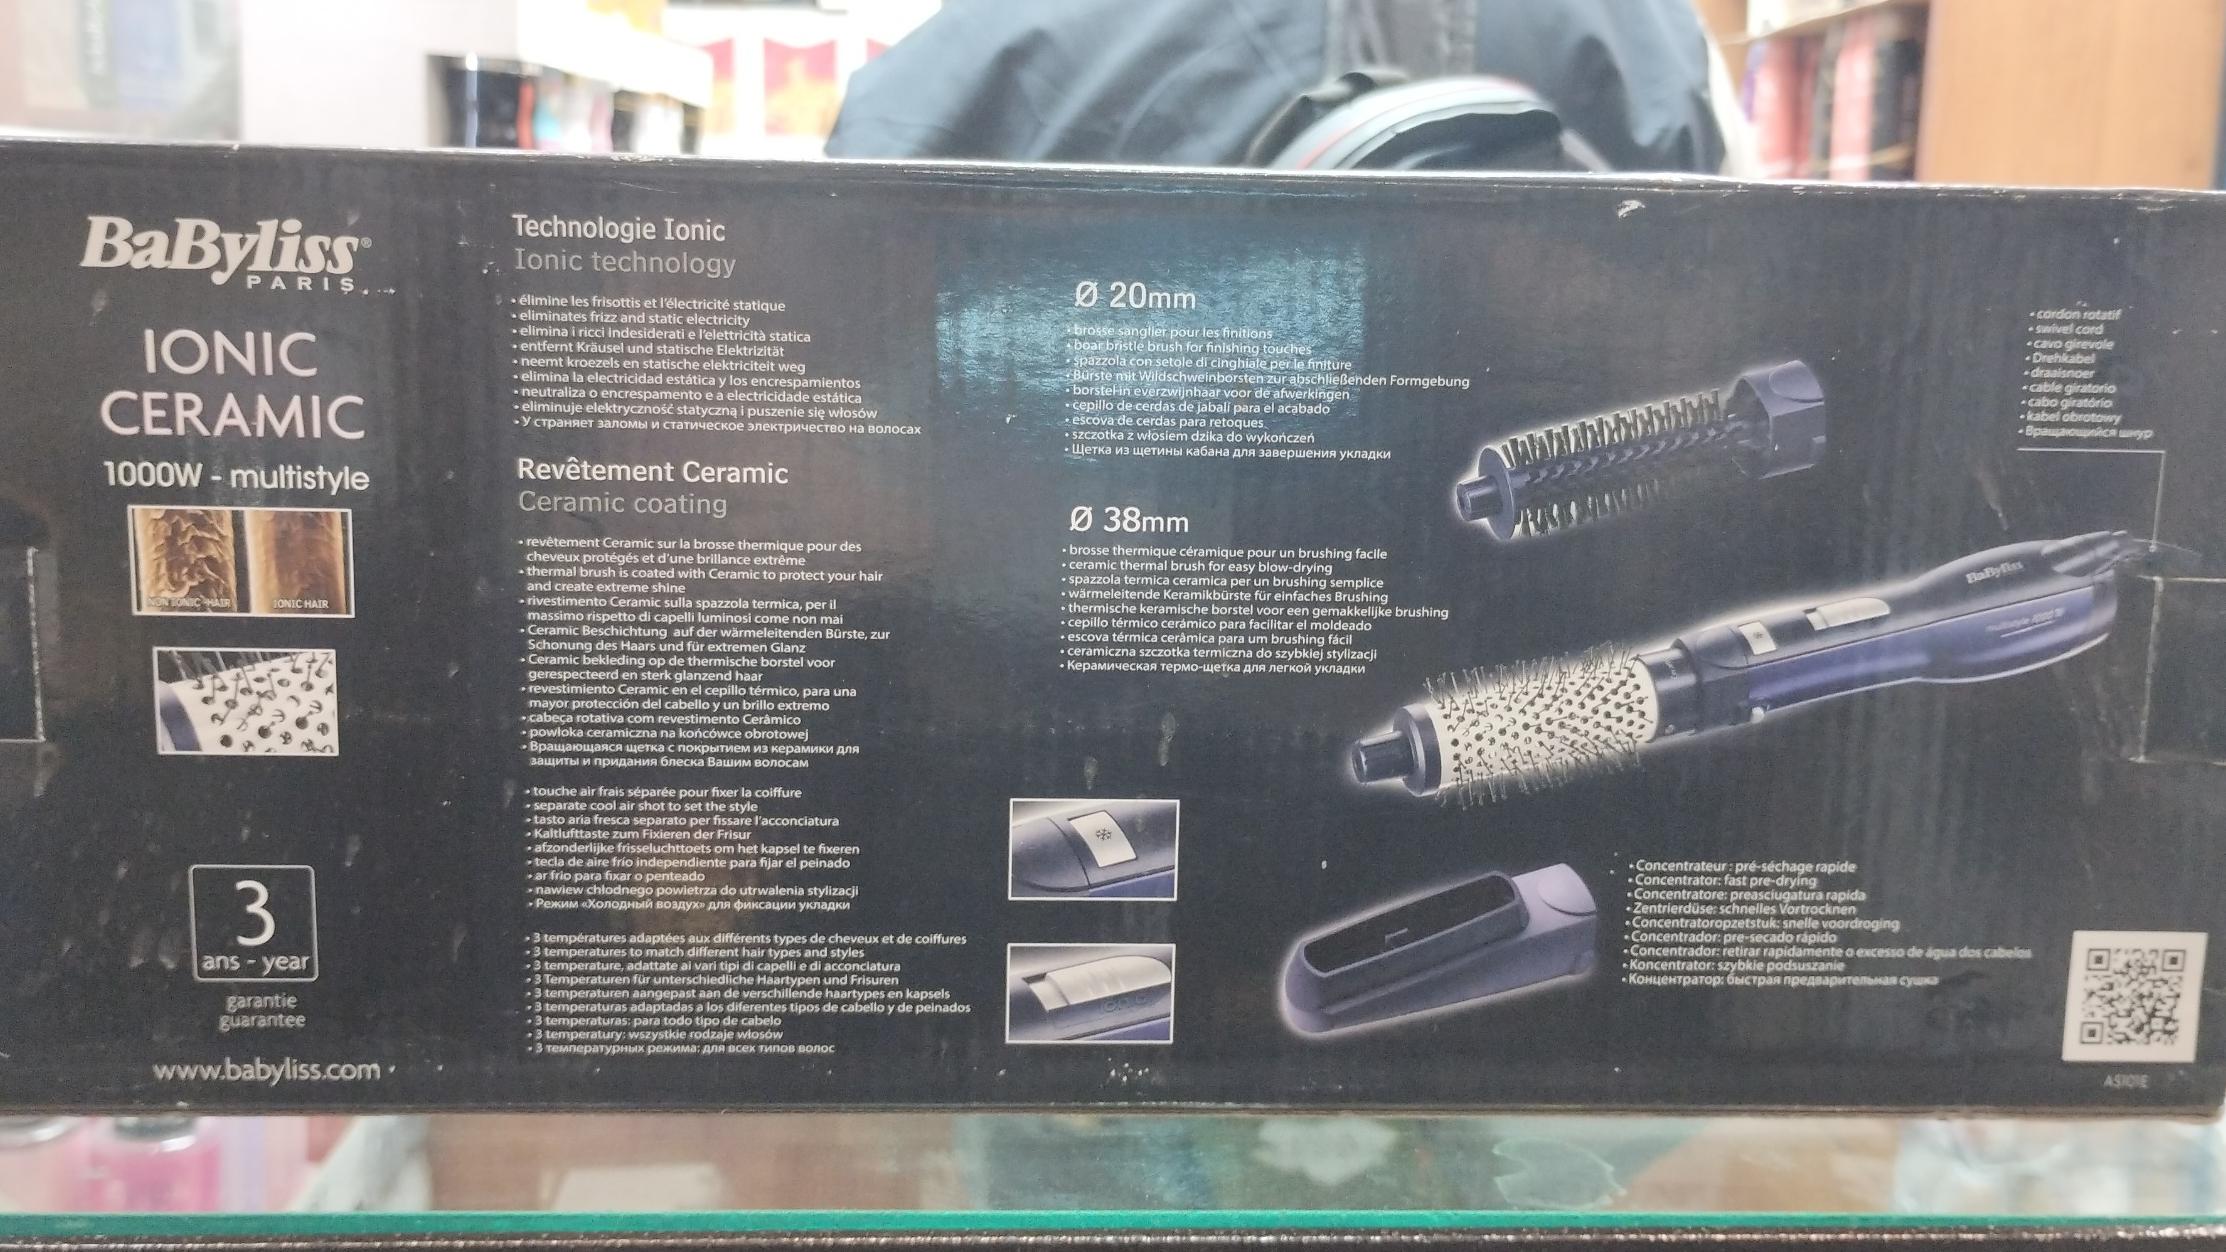 BaByliss®
PARIS
IONIC
CERAMIC
1000W - multistyle
NON IONIC HAIR
IONIC HAIR
3
ans - year
garantie
guarantee
www.babyliss.com
Technologie Ionic
Ionic technology
• élimine les frisottis et l'électricité statique
• eliminates frizz and static electricity
• elimina i ricci indesiderati e l'elettricità statica
• entfernt Kräusel und statische Elektrizität
• neemt kroezels en statische elektriciteit weg
• elimina la electricidad estática y los encrespamientos
• neutraliza o encrespamento e a electricidade estática
• eliminuje elektryczność statyczną i puszenie się włosów
• У страняет заломы и статическое электричество на волосах
Revêtement Ceramic
Ceramic coating
• revêtement Ceramic sur la brosse thermique pour des
cheveux protégés et d'une brillance extrême
• thermal brush is coated with Ceramic to protect your hair
and create extreme shine
• rivestimento Ceramic sulla spazzola termica, per il
massimo rispetto di capelli luminosi come non mai
• Ceramic Beschichtung auf der wärmeleitenden Bürste, zur
Schonung des Haars und für extremen Glanz
• Ceramic bekleding op de thermische borstel voor
gerespecteerd en sterk glanzend haar
• revestimiento Ceramic en el cepillo térmico, para una
mayor protección del cabello y un brillo extremo
• cabeça rotativa com revestimento Cerâmico
• powłoka ceramiczna na końcówce obrotowej
• Вращающаяся щетка с покрытием из керамики для
защиты и придания блеска Вашим волосам
• touche air frais séparée pour fixer la coiffure
• separate cool air shot to set the style
• tasto aria fresca separato per fissare l'acconciatura
• Kaltlufttaste zum Fixieren der Frisur
• afzonderlijke frisseluchttoets om het kapsel te fixeren
• tecla de aire frío independiente para fijar el peinado
• ar frio para fixar o penteado
• nawiew chłodnego powietrza do utrwalenia stylizacji
• Режим «Холодный воздух» для фиксации укладки
• 3 températures adaptées aux différents types de cheveux et de coiffures
• 3 temperatures to match different hair types and styles
• 3 temperature, adattate ai vari tipi di capelli e di acconciatura
• 3 Temperaturen für unterschiedliche Haartypen und Frisuren
• 3 temperaturen aangepast aan de verschillende haartypes en kapsels
• 3 temperaturas adaptadas a los diferentes tipos de cabello y de peinados
• 3 temperaturas: para todo tipo de cabelo
• 3 temperatury: wszystkie rodzaje włosów
• 3 температурных режима: для всех типов волос
Ø 20mm
• brosse sanglier pour les finitions
• boar bristle brush for finishing touches
• spazzola con setole di cinghiale per le finiture
• Bürste mit Wildschweinborsten zur abschließenden Formgebung
• borstel in everzwijnhaar voor de afwerkingen
• cepillo de cerdas de jabalí para el acabado
• escova de cerdas para retoques
• szczotka z włosiem dzika do wykończeń
• Щетка из щетины кабана для завершения укладки
Ø 38mm
• brosse thermique céramique pour un brushing facile
• ceramic thermal brush for easy blow-drying
• spazzola termica ceramica per un brushing semplice
• wärmeleitende Keramikbürste für einfaches Brushing
• thermische keramische borstel voor een gemakkelijke brushing
• cepillo térmico cerámico para facilitar el moldeado
• escova térmica cerâmica para um brushing fácil
• ceramiczna szczotka termiczna do szybkiej stylizacji
• Керамическая термо-щетка для легкой укладки
• cordon rotatif
• swivel cord
• cavo girevole
• Drehkabel
• draaisnoer
• cable giratorio
• cabo giratório
• kabel obrotowy
• Вращающийся шнур
BaByliss
multistyle 1000 W
• Concentrateur : pré-séchage rapide
• Concentrator: fast pre-drying
• Concentratore: preasciugatura rapida
• Zentrierdüse: schnelles Vortrocknen
• Concentratoropzetstuk: snelle voordroging
• Concentrador: pre-secado rápido
• Concentrador: retirar rapidamente o excesso de água dos cabelos
• Koncentrator: szybkie podsuszanie
• Концентратор: быстрая предварительная сушка
AS101E